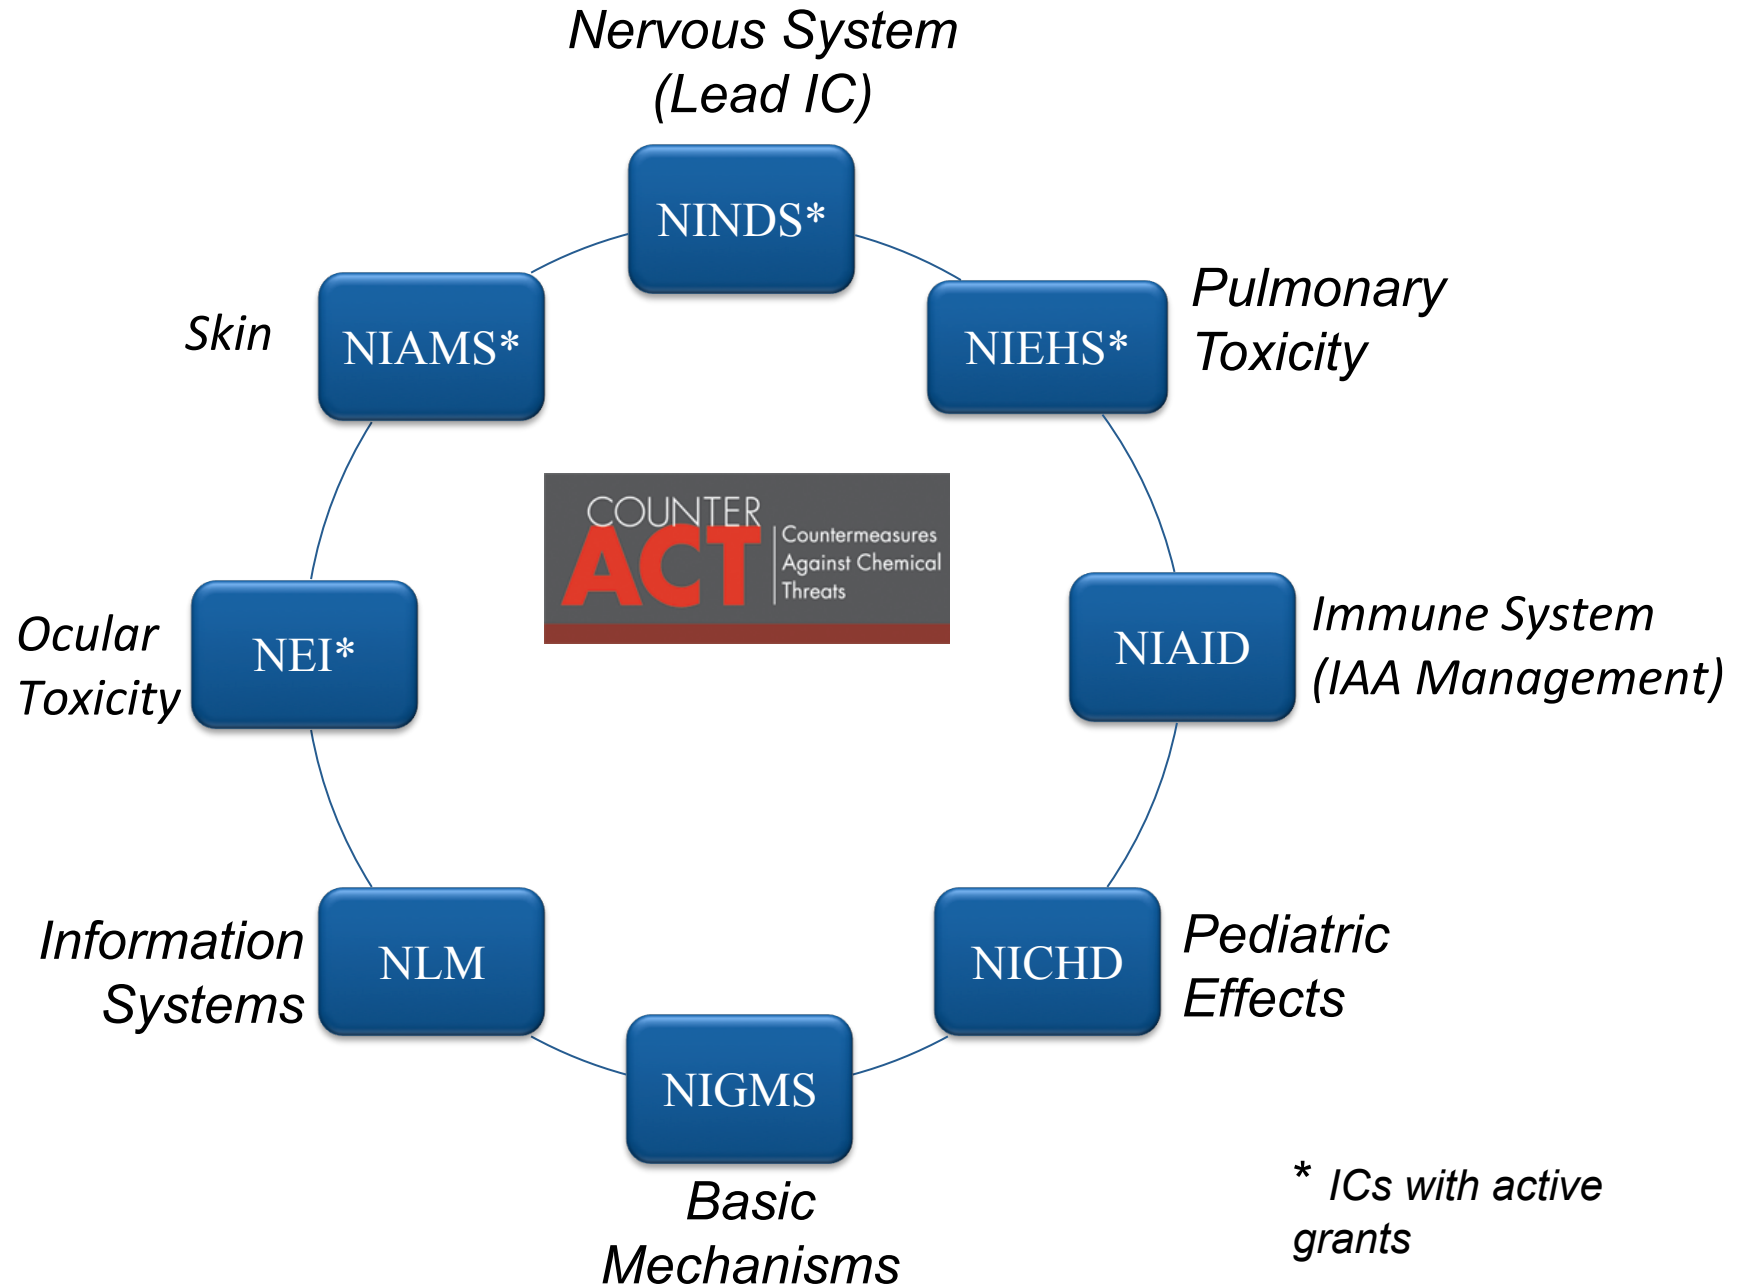 Nervous System
(Lead IC)
NINDS*
Skin
NIAMS*
NIEHS*
Pulmonary
Toxicity
COUNTER
ACT
Countermeasures
Against Chemical
Threats
Ocular
Toxicity
NEI*
NIAID
Immune System
(IAA Management)
Information
Systems
NLM
NICHD
Pediatric
Effects
NIGMS
Basic
Mechanisms
* ICs with active
grants